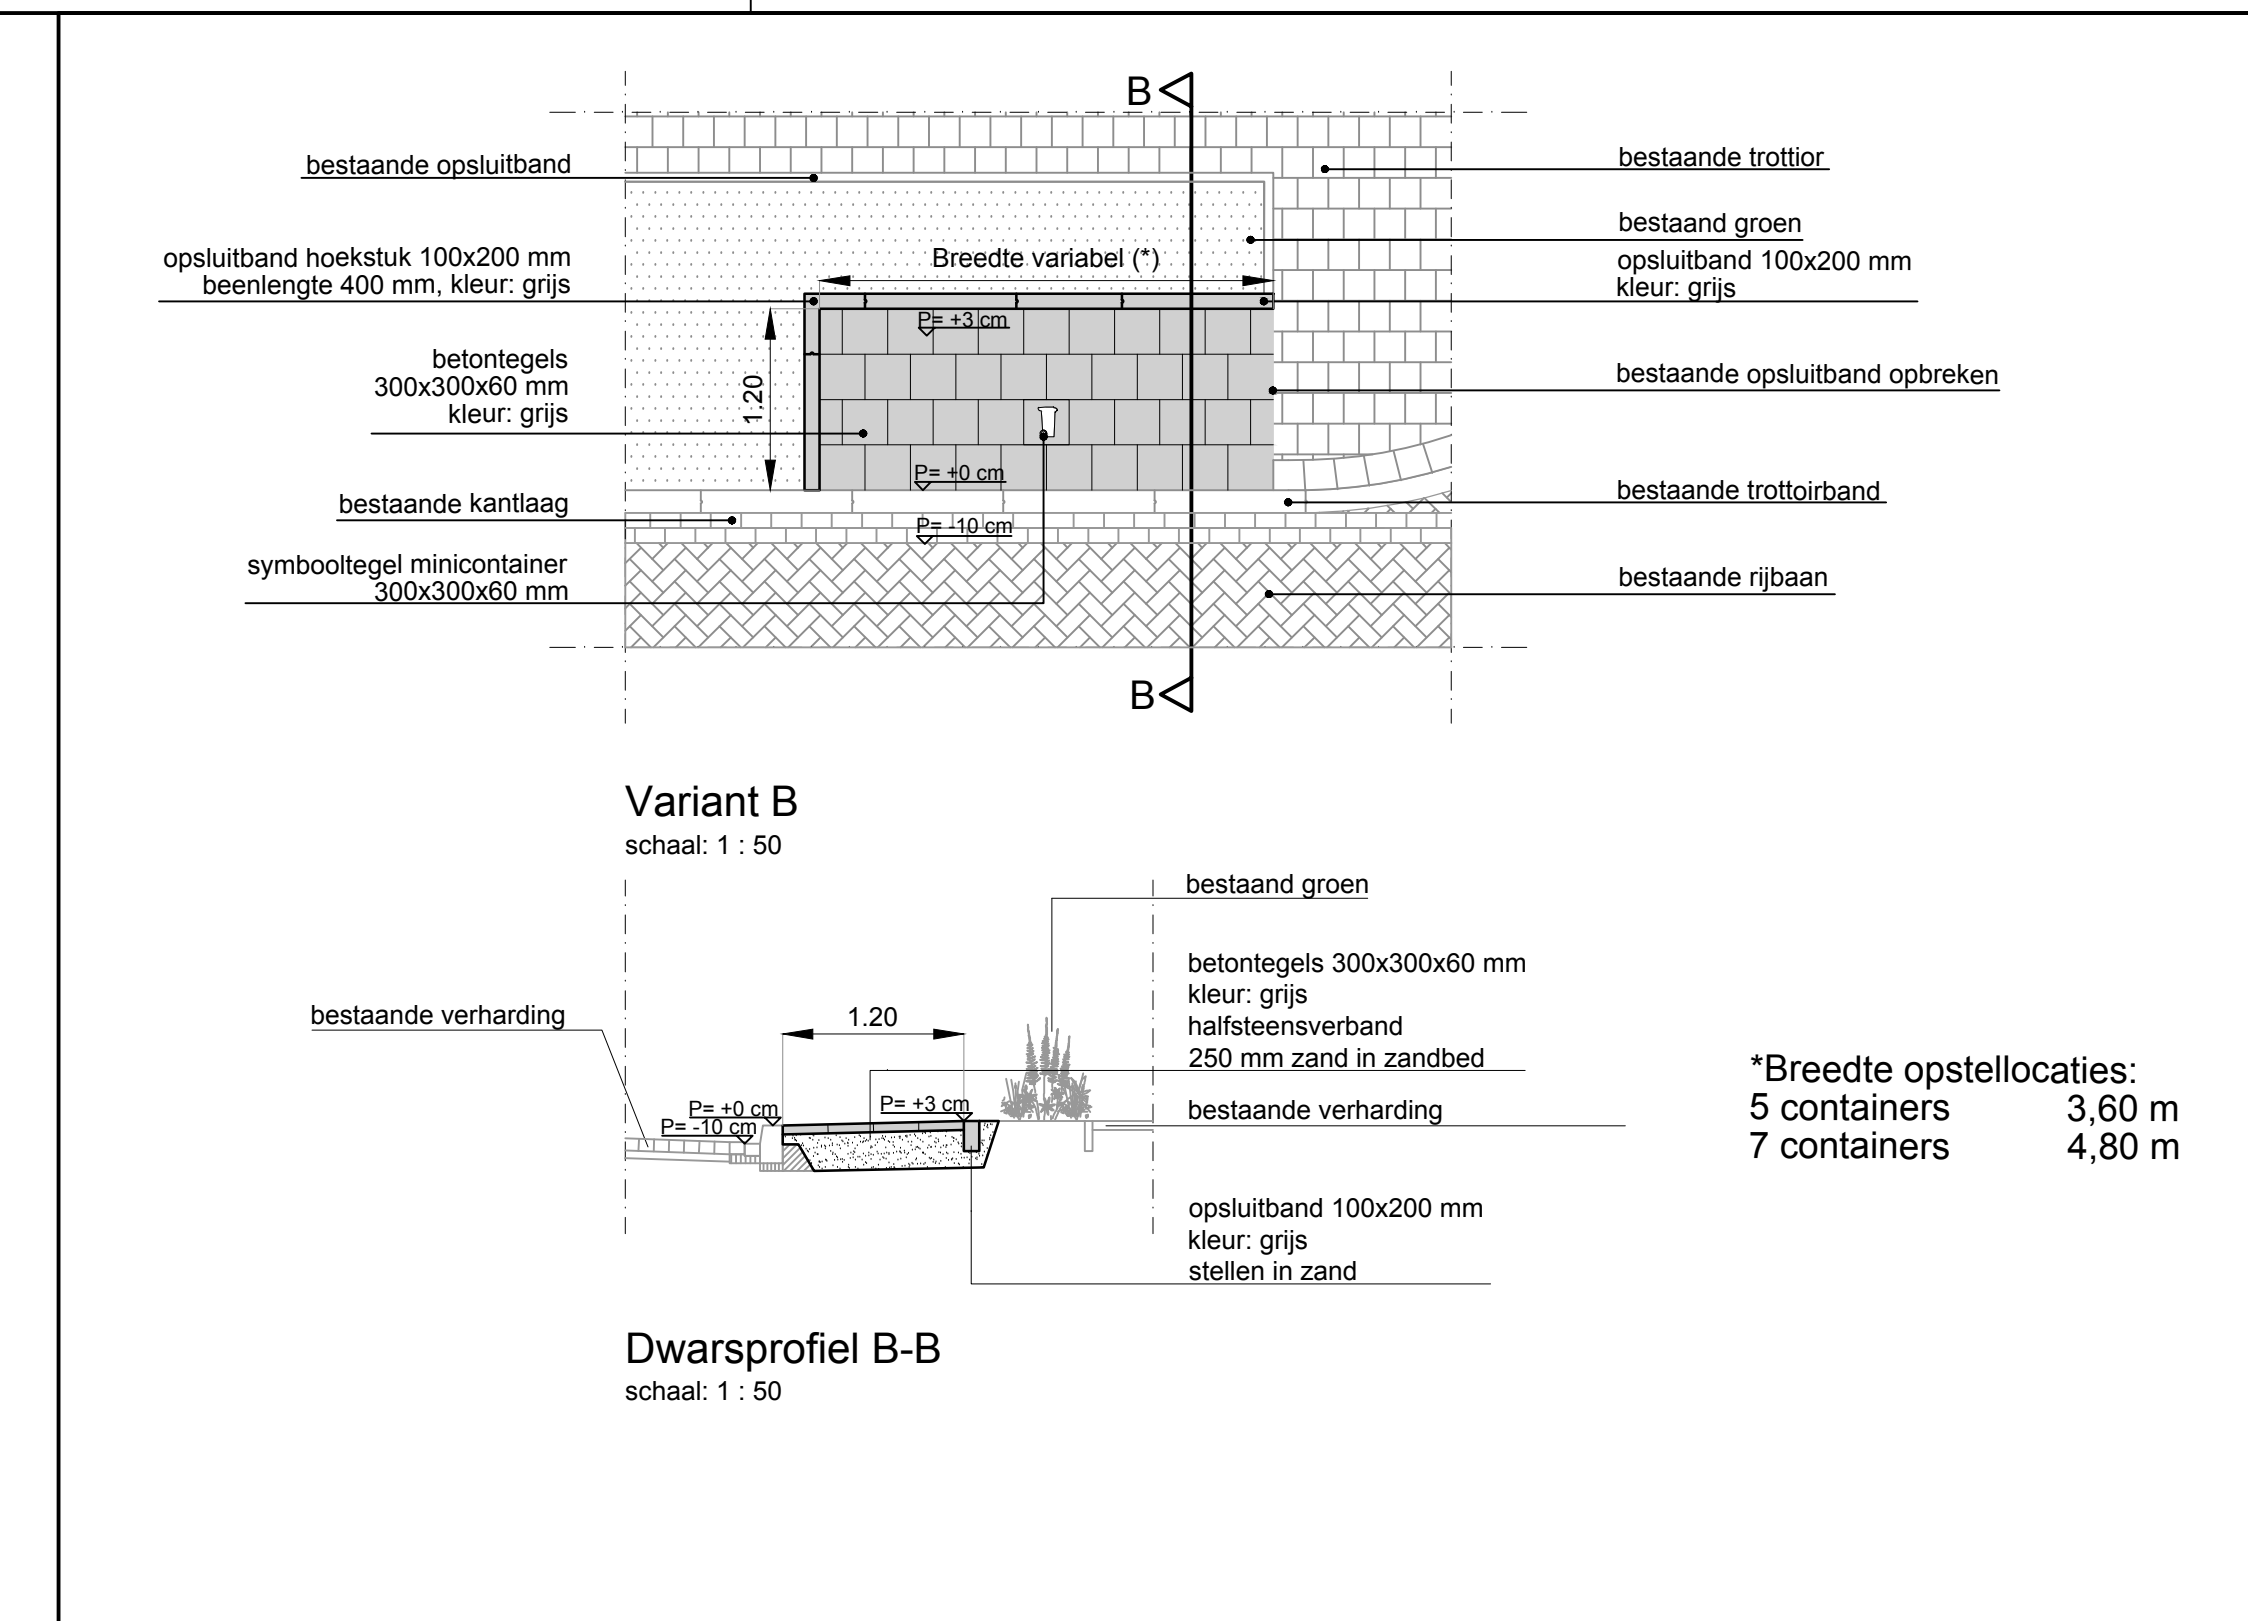 B
bestaande opsluitband
bestaande trottior
bestaand groen
opsluitband hoekstuk 100x200 mm
beenlengte 400 mm, kleur: grijs
Breedte variabel (*)
opsluitband 100x200 mm
kleur: grijs
P= +3 cm
betontegels
300x300x60 mm
kleur: grijs
1.20
bestaande opsluitband opbreken
P= +0 cm
bestaande kantlaag
bestaande trottoirband
P= -10 cm
symbooltegel minicontainer
300x300x60 mm
bestaande rijbaan
B
Variant B
schaal: 1 : 50
bestaand groen
betontegels 300x300x60 mm
kleur: grijs
halfsteensverband
250 mm zand in zandbed
bestaande verharding
1.20
P= +0 cm
P= -10 cm
P= +3 cm
bestaande verharding
opsluitband 100x200 mm
kleur: grijs
stellen in zand
*Breedte opstellocaties:
5 containers 3,60 m
7 containers 4,80 m
Dwarsprofiel B-B
schaal: 1 : 50